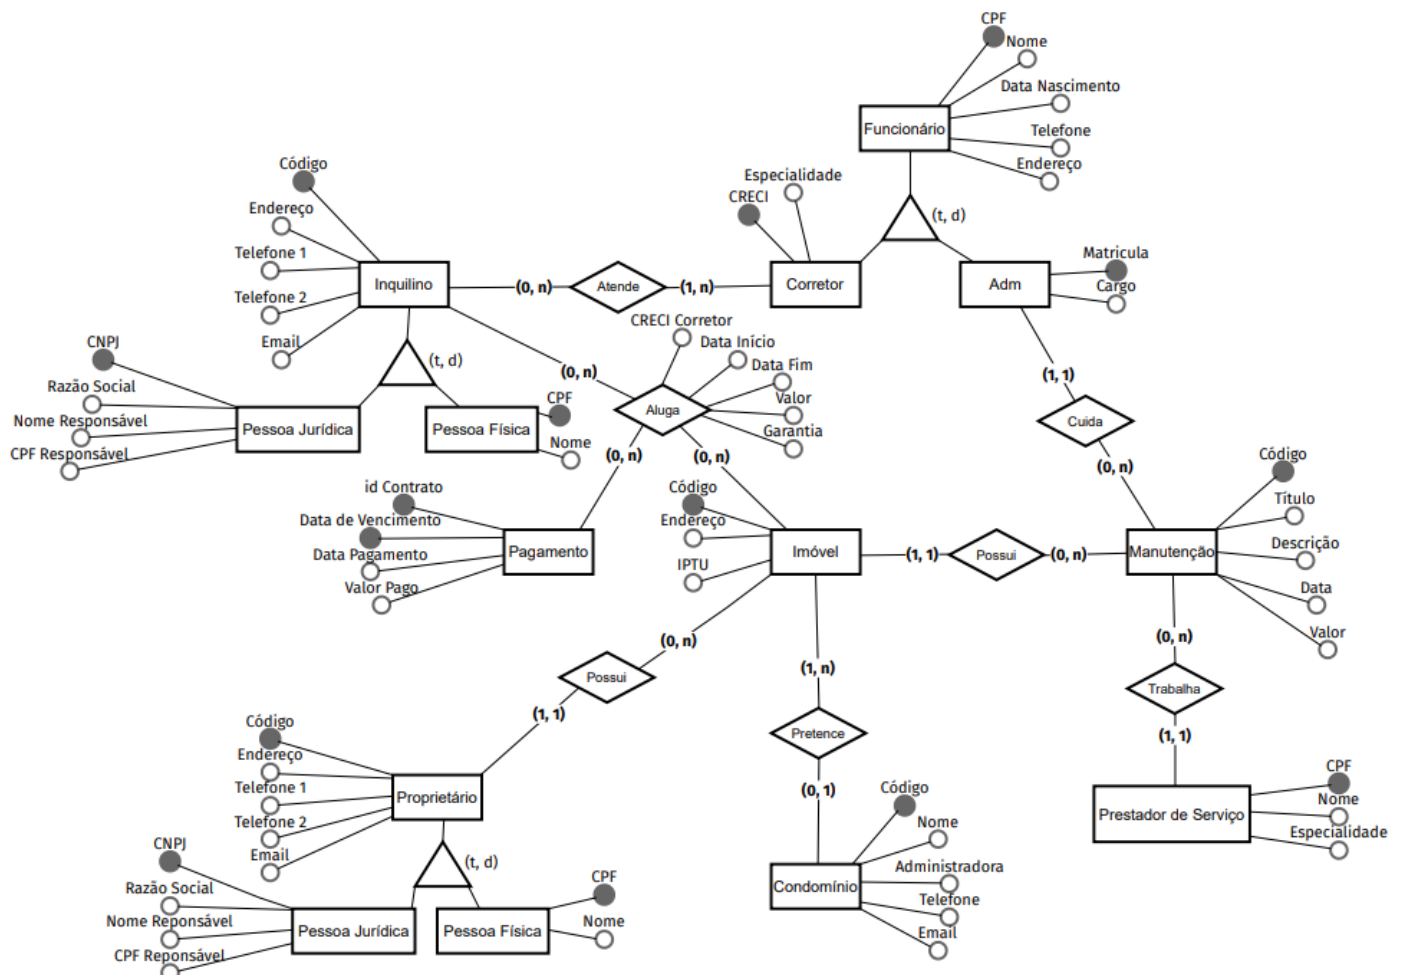 CPF
Nome
Data Nascimento
Funcionário
Telefone
Endereço
Código
Especialidade
CRECI
Endereço
(t, d)
Telefone 1
Matricula
Inquilino
(0, n)
Atende
(1, n)
Corretor
Adm
Cargo
Telefone 2
CRECI Corretor
Email
Data Início
CNPJ
(t, d)
Data Fim
(0, n)
(1, 1)
Razão Social
CPF
Valor
Aluga
Nome Responsável
Pessoa Jurídica
Pessoa Física
Garantia
Cuida
CPF Responsável
Nome
(0, n)
(0, n)
(0, n)
Código
id Contrato
Código
Título
Data de Vencimento
Endereço
Descrição
Data Pagamento
Pagamento
Imóvel
(1, 1)
Possui
(0, n)
Manutenção
IPTU
Valor Pago
Data
Valor
(0, n)
(0, n)
Possui
(1, n)
Trabalha
(1, 1)
Código
Pretence
(1, 1)
Endereço
Telefone 1
Proprietário
(0, 1)
Código
CPF
Telefone 2
Nome
Prestador de Serviço
Nome
CNPJ
Email
(t, d)
Especialidade
Razão Social
CPF
Condomínio
Administradora
Nome Reponsável
Pessoa Jurídica
Pessoa Física
Nome
Telefone
Email
CPF Reponsável